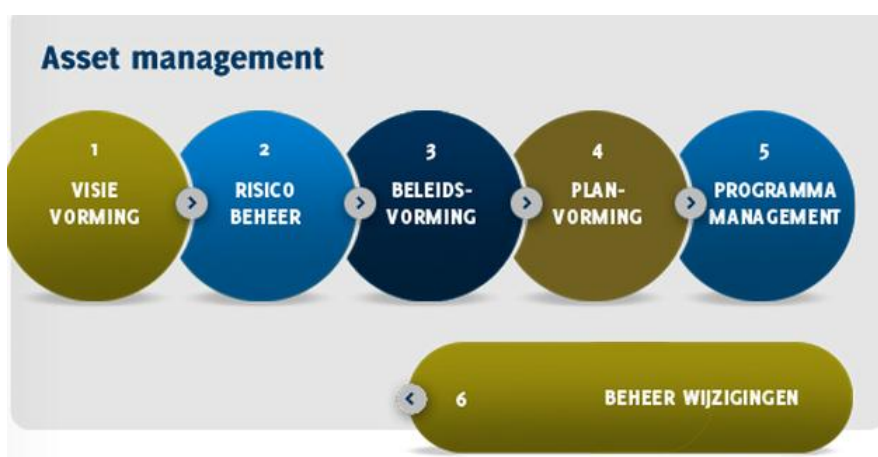 Asset management
1
VISIE
VORMING
2
RISICO
BEHEER
3
BELEIDS-
VORMING
4
PLAN-
VORMING
5
PROGRAMMA
MANAGEMENT
6 BEHEER WIJZIGINGEN